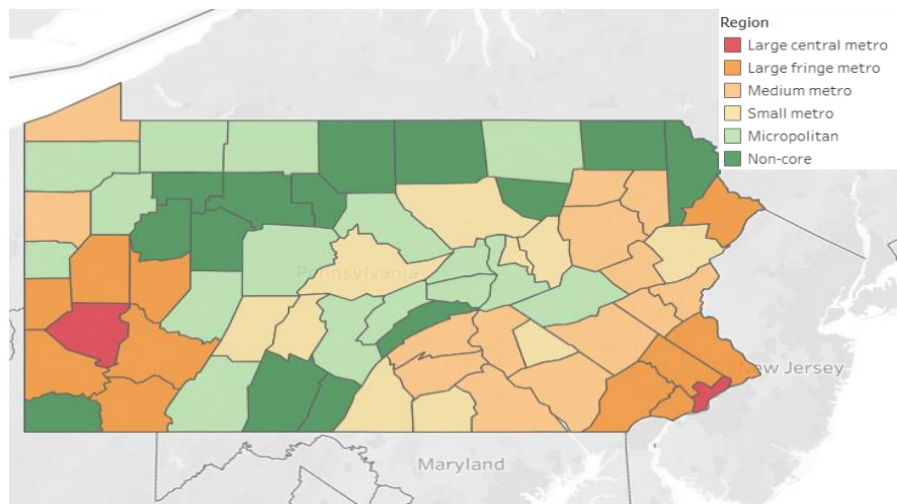 Region
Large central metro
Large fringe metro
Medium metro
Small metro
Micropolitan
Non-core
Pennsylvania
New Jersey
Maryland